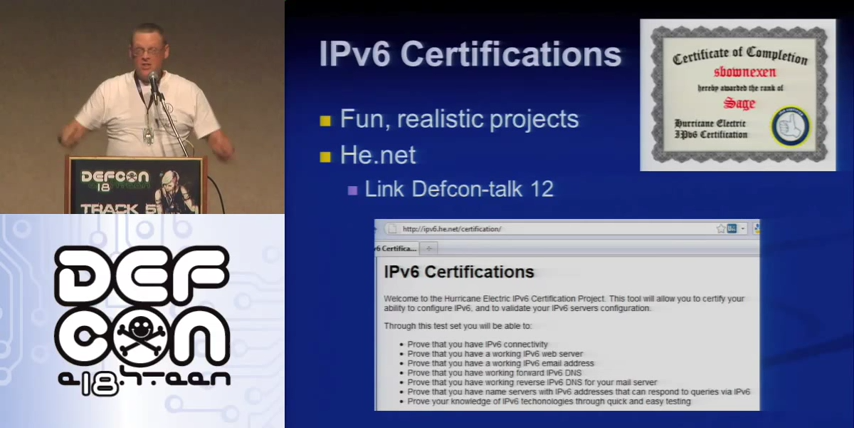 IPv6 Certifications
Fun, realistic projects
He.net
Link Defcon-talk 12
Certificate of Completion
sbownexen
hereby awarded the rank of
Sage
Hurricane Electric
IPv6 Certification
DEFCON
18
TRACK 5
DEF
CON
eighteen
18
http://ipv6.he.net/certification/
v6 Certifica...
IPv6 Certifications
Welcome to the Hurricane Electric IPv6 Certification Project. This tool will allow you to certify your
ability to configure IPv6, and to validate your IPv6 servers configuration.
Through this test set you will be able to:
Prove that you have IPv6 connectivity
Prove that you have a working IPv6 web server
Prove that you have a working IPv6 email address
Prove that you have working forward IPv6 DNS
Prove that you have working reverse IPv6 DNS for your mail server
Prove that you have name servers with IPv6 addresses that can respond to queries via IPv6
Prove your knowledge of IPv6 techonologies through quick and easy testing